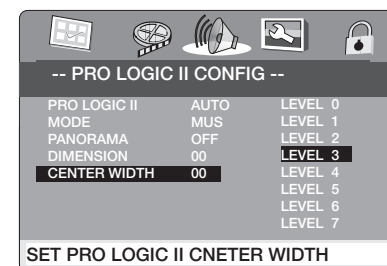 -- PRO LOGIC II CONFIG --
PRO LOGIC II AUTO LEVEL 0
MODE MUS LEVEL 1
PANORAMA OFF LEVEL 2
DIMENSION 00 LEVEL 3
CENTER WIDTH 00 LEVEL 4
LEVEL 5
LEVEL 6
LEVEL 7
SET PRO LOGIC II CNETER WIDTH